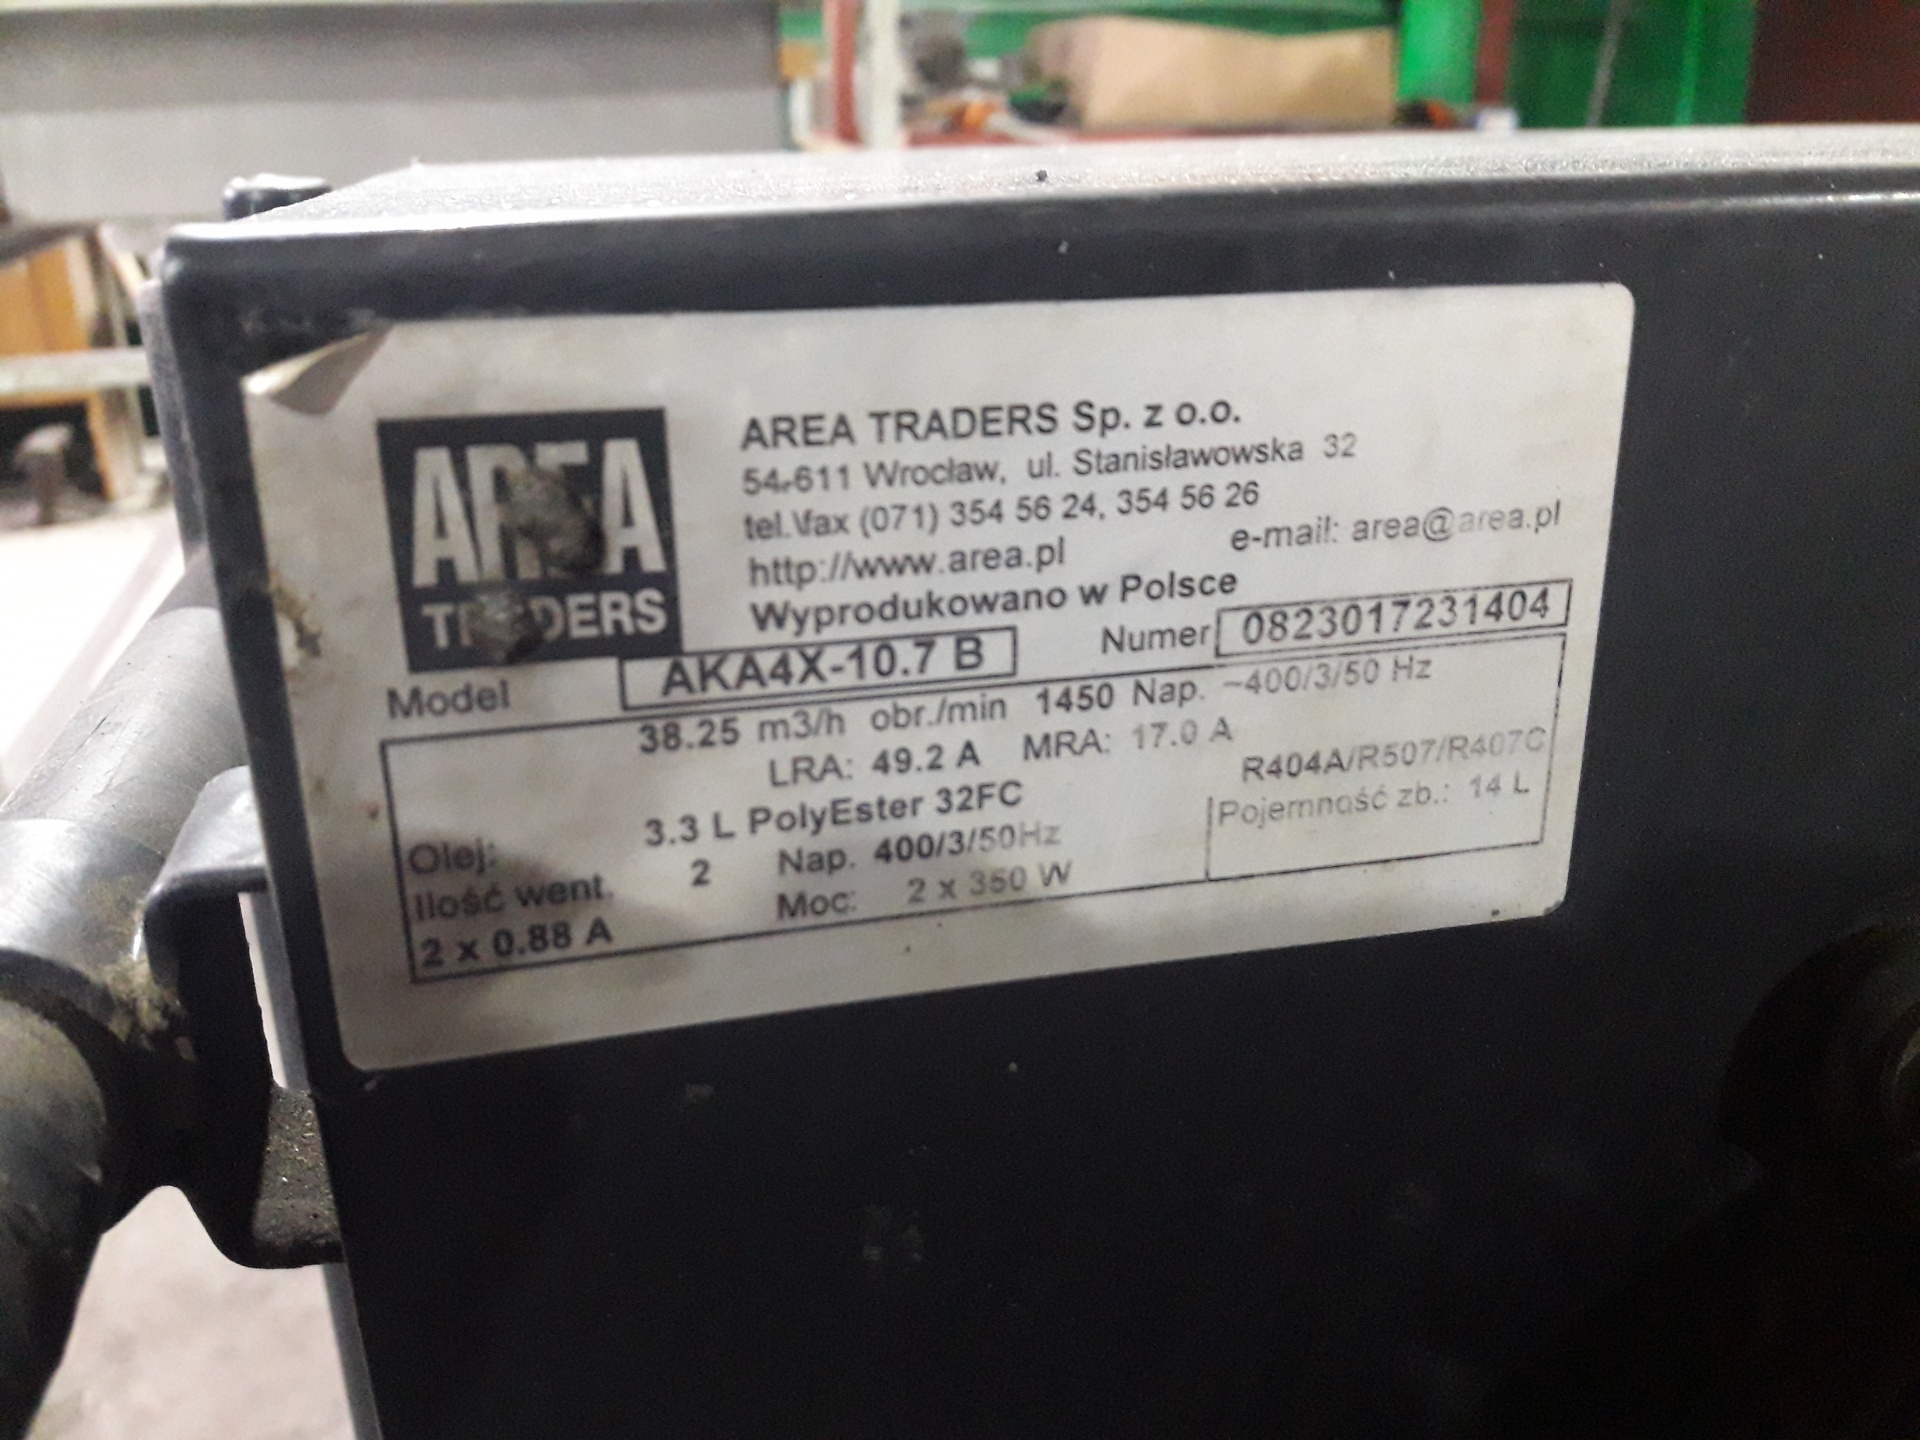 AREA
TRADERS
AREA TRADERS Sp. z o.o.
54-611 Wrocław, ul. Stanisławowska 32
tel.\fax (071) 354 56 24, 354 56 26
http://www.area.pl e-mail: area@area.pl
Wyprodukowano w Polsce
Model AKA4X-10.7 B Numer 0823017231404
38.25 m3/h obr./min 1450 Nap. ~400/3/50 Hz
LRA: 49.2 A MRA: 17.0 A
R404A/R507/R407C
Olej: 3.3 L PolyEster 32FC
Pojemność zb.: 14 L
Ilość went. 2 Nap. 400/3/50Hz
2 x 0.88 A Moc: 2 x 350 W